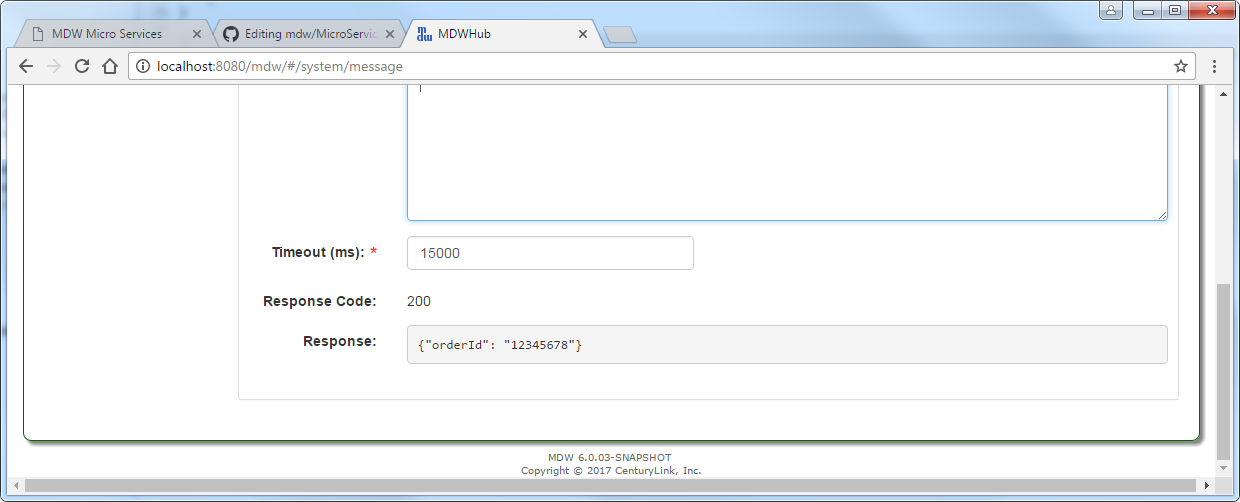 MDW Micro Services
Editing mdw/MicroServic
MDWHub
localhost:8080/mdw/#/system/message
Timeout (ms): *
15000
Response Code:
200
Response:
{"orderId": "12345678"}
MDW 6.0.03-SNAPSHOT
Copyright © 2017 CenturyLink, Inc.